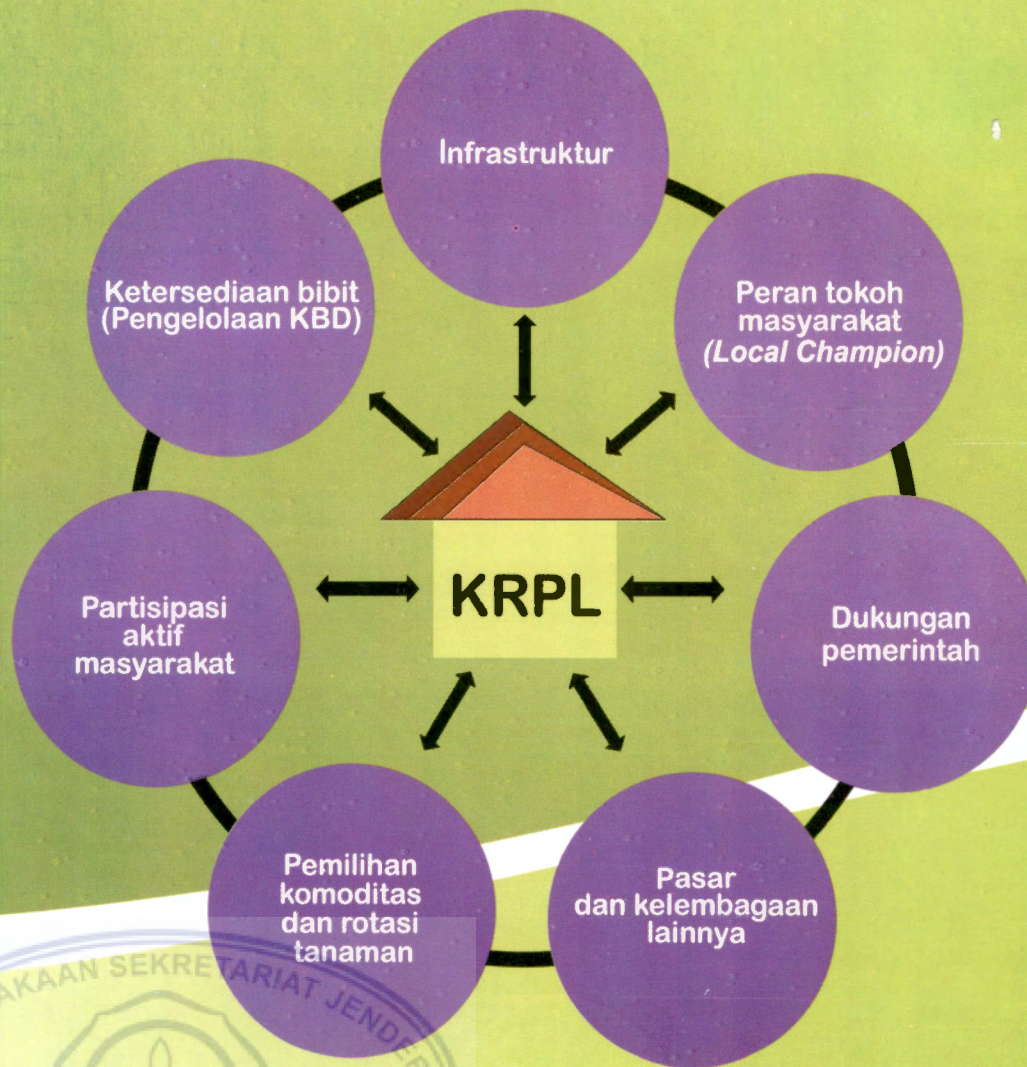 Infrastruktur
Ketersediaan bibit
(Pengelolaan KBD)
Peran tokoh
masyarakat
(Local Champion)
KRPL
Partisipasi
aktif
masyarakat
Dukungan
pemerintah
Pemilihan
komoditas
dan rotasi
tanaman
Pasar
dan kelembagaan
lainnya
SEKRETARIAT